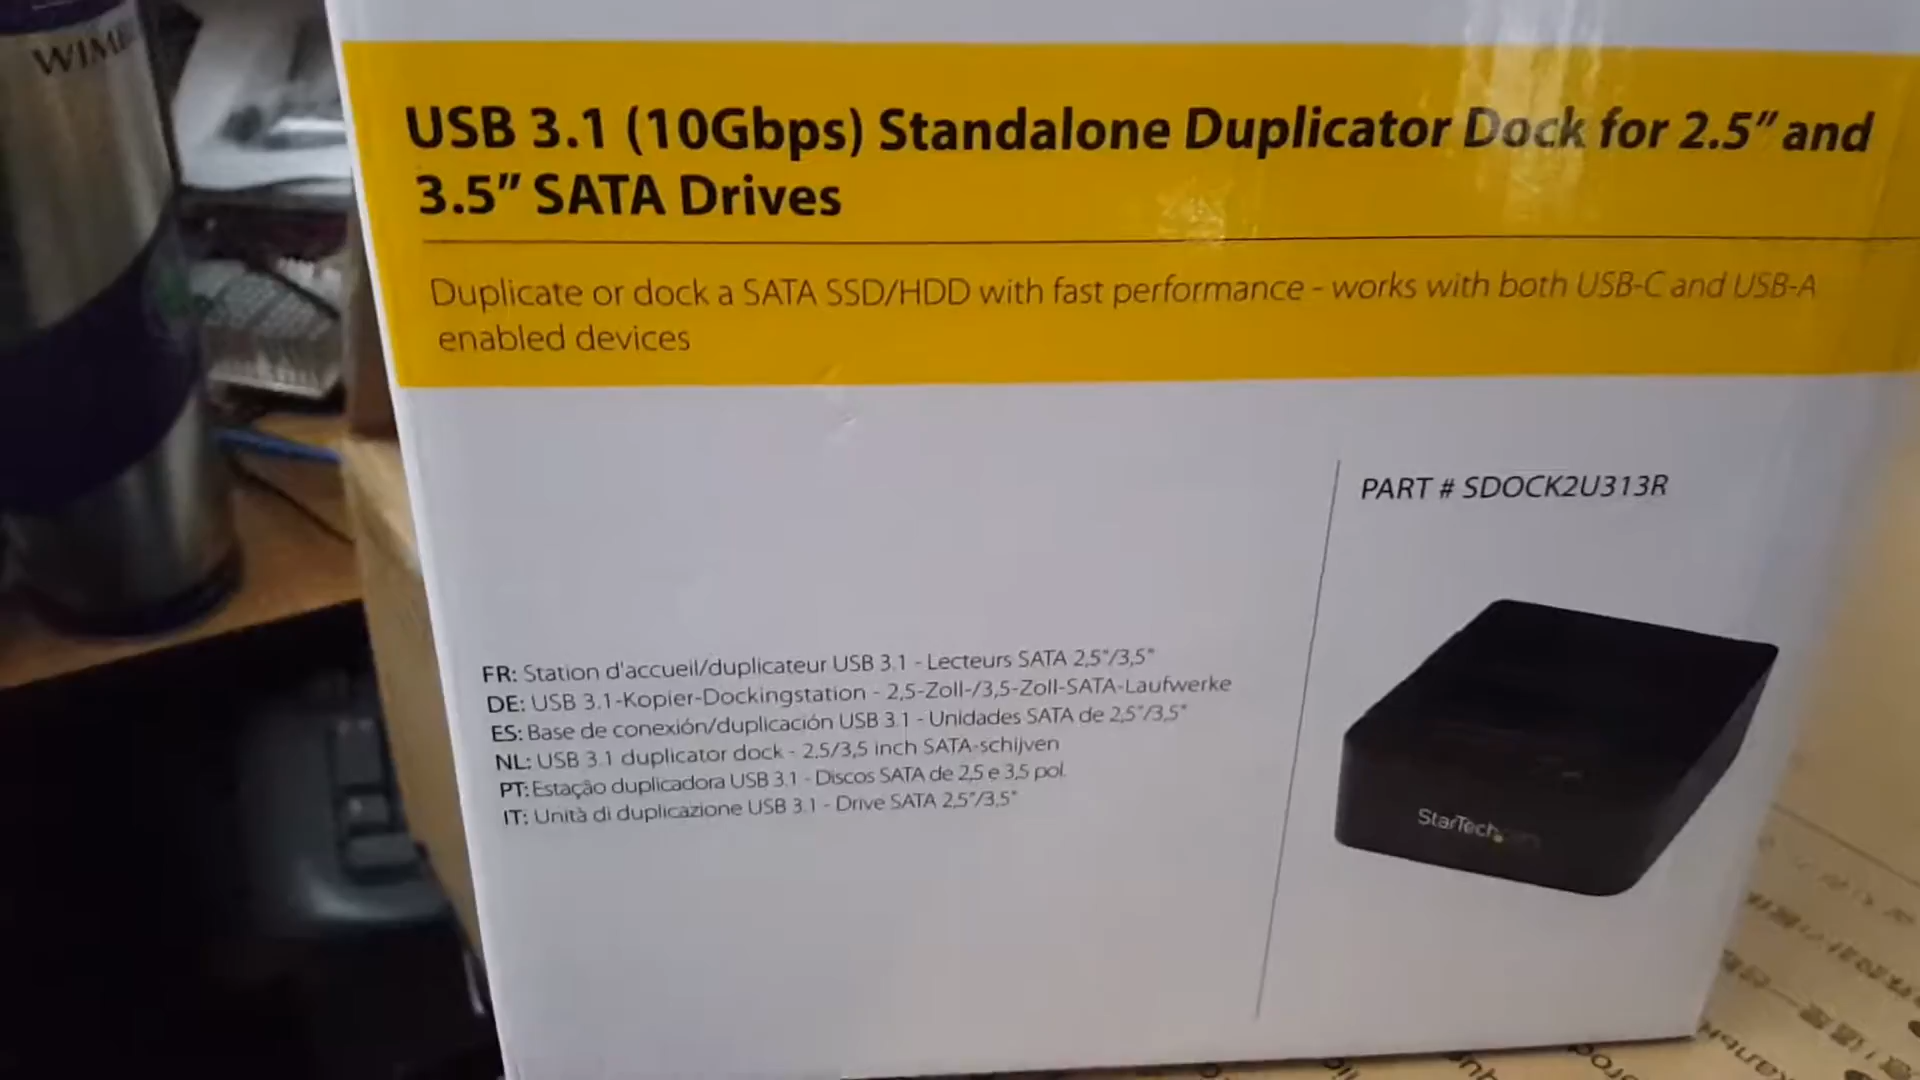 USB 3.1 (10Gbps) Standalone Duplicator Dock for 2.5" and
3.5" SATA Drives
Duplicate or dock a SATA SSD/HDD with fast performance - works with both USB-C and USB-A
enabled devices
PART # SDOCK2U313R
FR: Station d'accueil/duplicateur USB 3.1 - Lecteurs SATA 2,5"/3,5"
DE: USB 3.1-Kopier-Dockingstation - 2,5-Zoll-/3,5-Zoll-SATA-Laufwerke
ES: Base de conexión/duplicación USB 3.1 - Unidades SATA de 2,5"/3,5"
NL: USB 3.1 duplicator dock - 2,5/3,5 inch SATA-schijven
PT: Estação duplicadora USB 3.1 - Discos SATA de 2,5 e 3,5 pol.
IT: Unità di duplicazione USB 3.1 - Drive SATA 2,5"/3,5"
StarTech